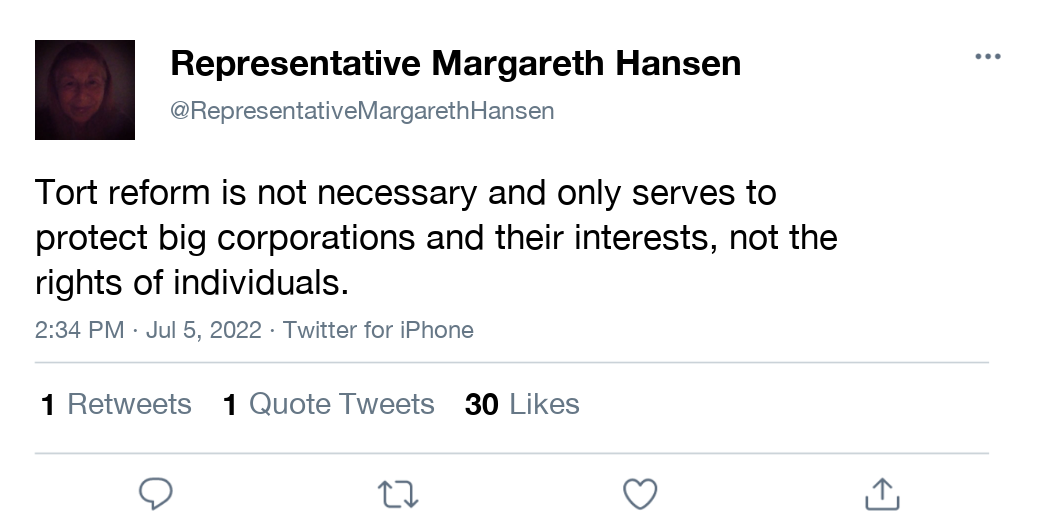 Representative Margareth Hansen
@RepresentativeMargarethHansen
Tort reform is not necessary and only serves to
protect big corporations and their interests, not the
rights of individuals.
2:34 PM · Jul 5, 2022 · Twitter for iPhone
1 Retweets 1 Quote Tweets 30 Likes